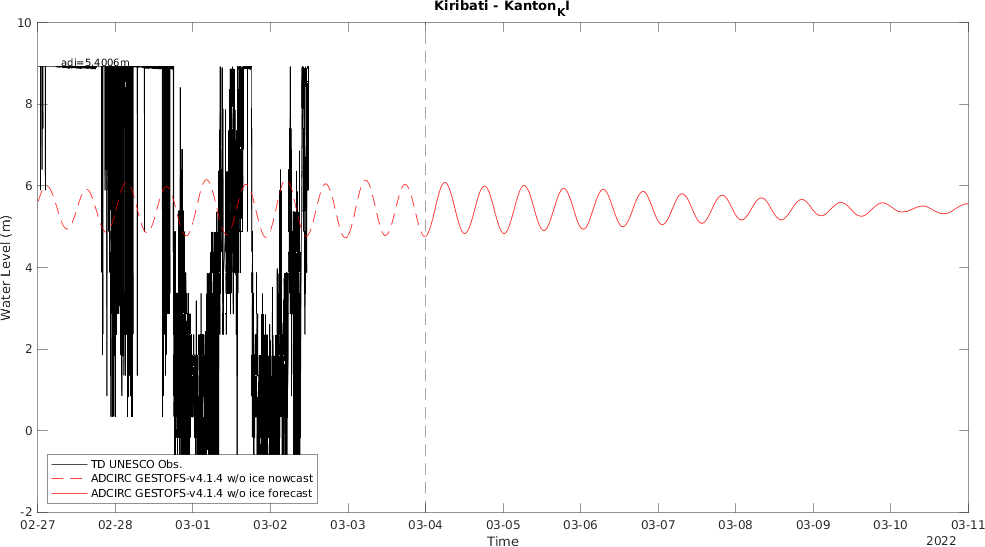 Kiribati - Kanton_KI
10
8
6
4
2
0
-2
Water Level (m)
adj=5.4006m
TD UNESCO Obs.
ADCIRC GESTOFS-v4.1.4 w/o ice nowcast
ADCIRC GESTOFS-v4.1.4 w/o ice forecast
02-27 02-28 03-01 03-02 03-03 03-04 03-05 03-06 03-07 03-08 03-09 03-10 03-11
Time
2022